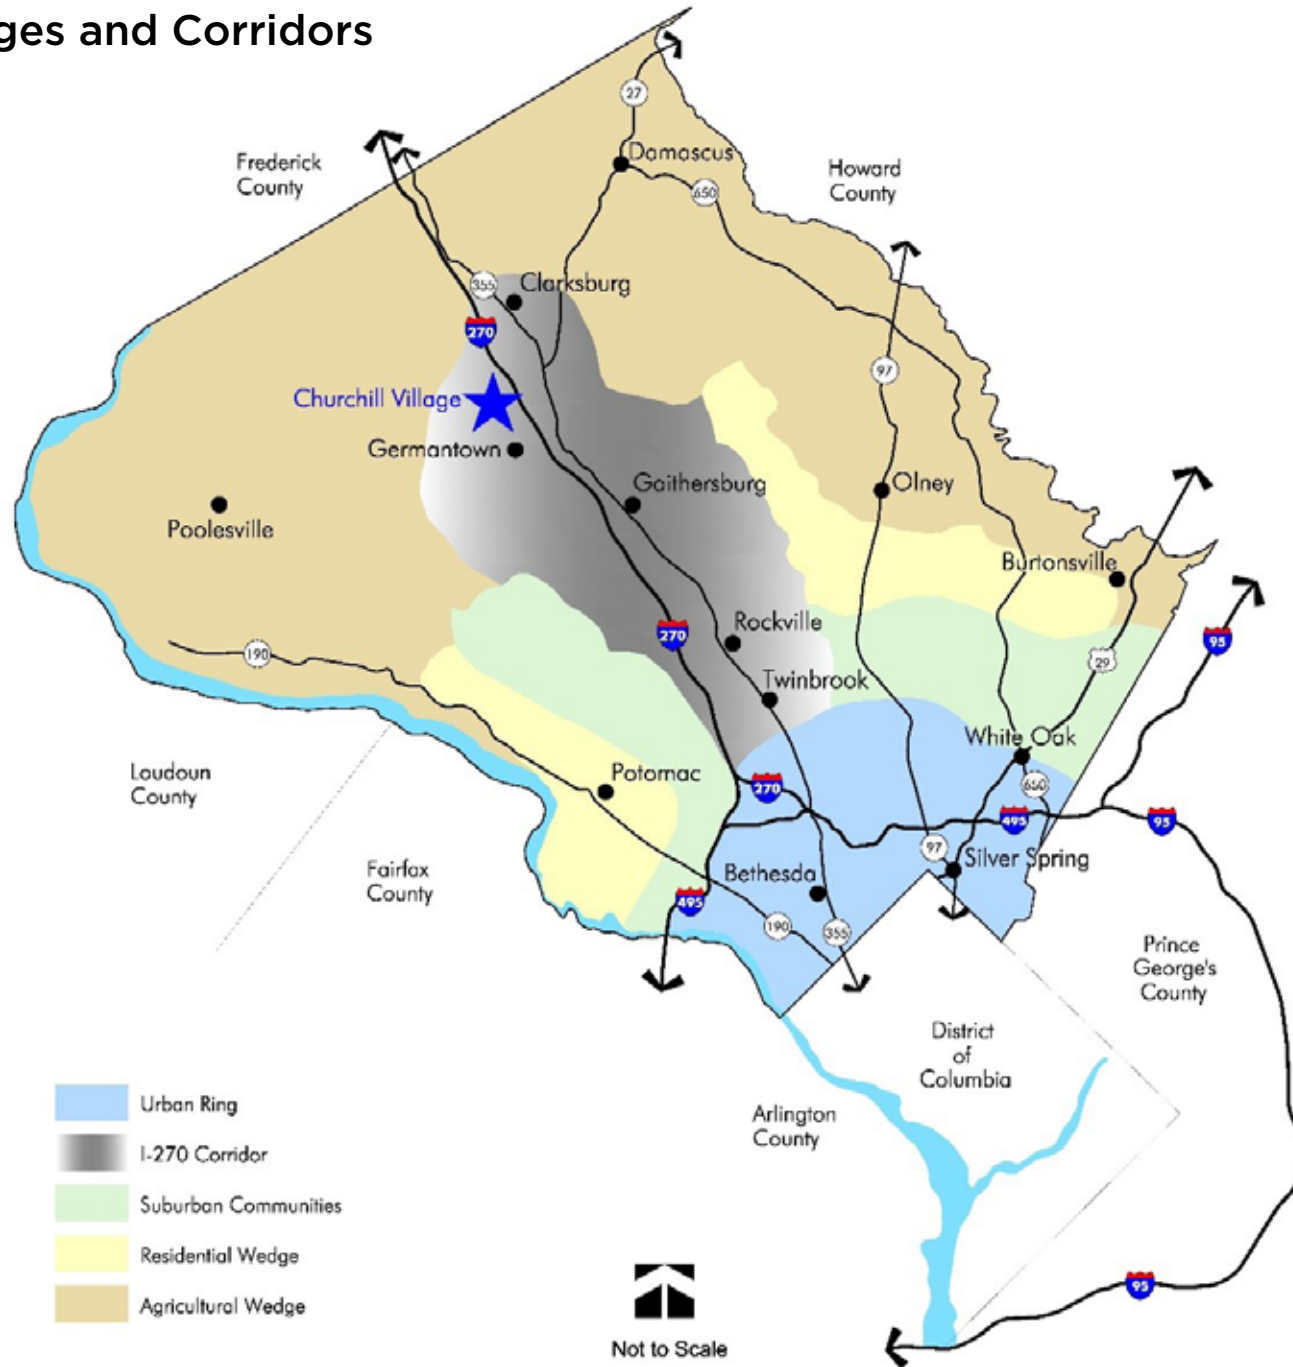 ges and Corridors
27
Damascus
Frederick
County
Howard
County
650
355
Clarksburg
270
97
Churchill Village
Germantown
Gaithersburg
Olney
Poolesville
Burtonsville
190
270
Rockville
95
29
Twinbrook
White Oak
Loudoun
County
Potomac
270
650
495
95
97
Silver Spring
Fairfax
County
Bethesda
495
190
355
Prince
George's
County
District
of
Columbia
Arlington
County
Urban Ring
I-270 Corridor
Suburban Communities
Residential Wedge
Agricultural Wedge
95
Not to Scale